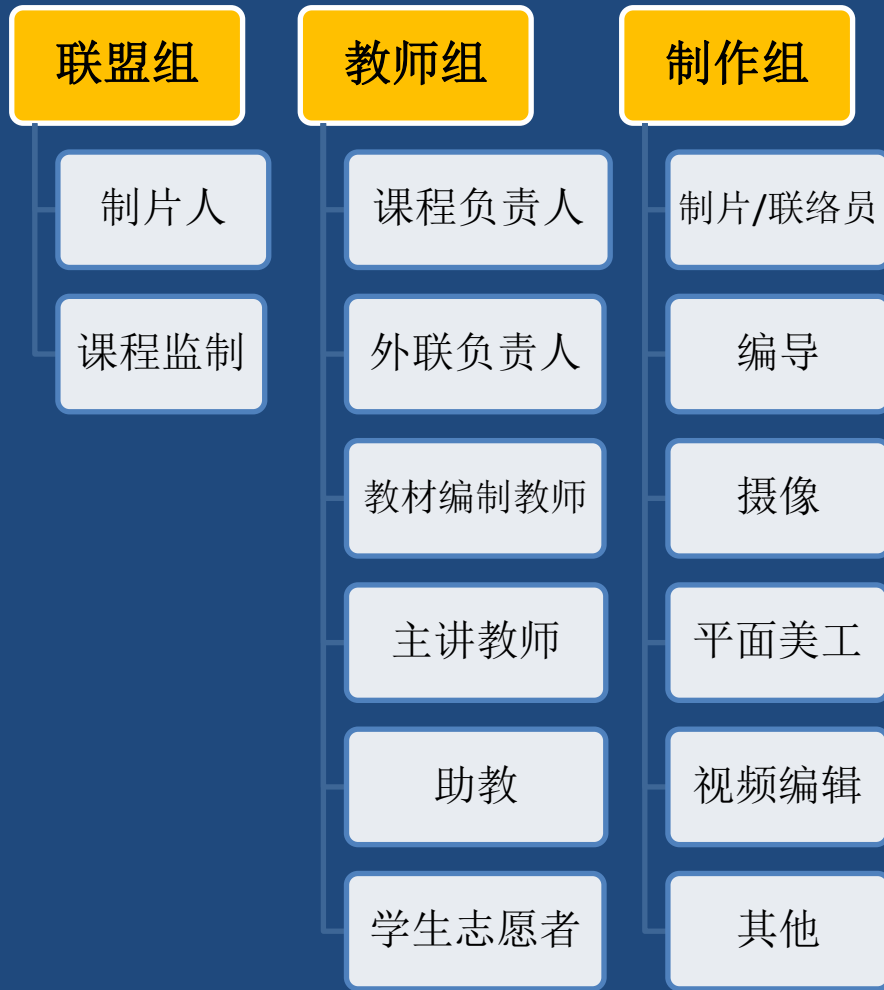 联盟组
制片人
课程监制
教师组
课程负责人
外联负责人
教材编制教师
主讲教师
助教
学生志愿者
制作组
制片/联络员
编导
摄像
平面美工
视频编辑
其他